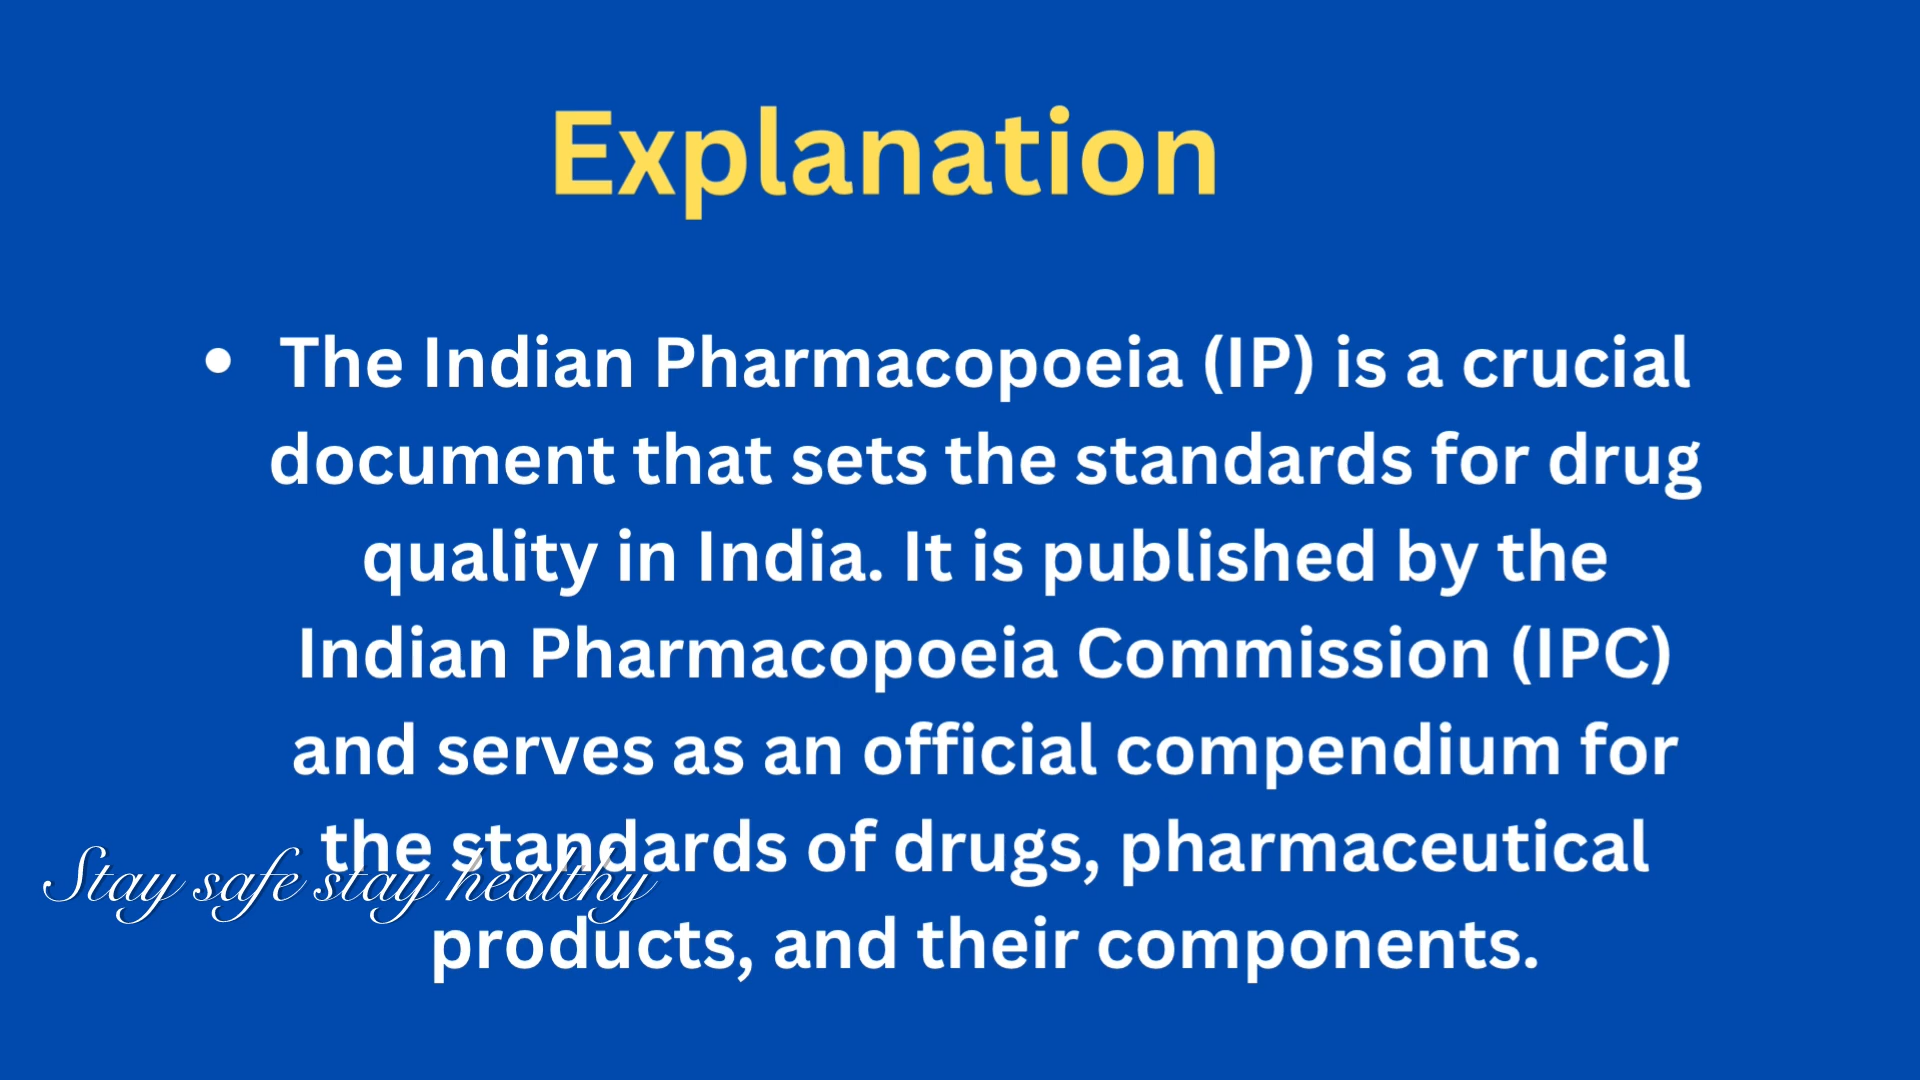 Explanation
• The Indian Pharmacopoeia (IP) is a crucial
document that sets the standards for drug
quality in India. It is published by the
Indian Pharmacopoeia Commission (IPC)
and serves as an official compendium for
the standards of drugs, pharmaceutical
Stay safe stay healthy
products, and their components.